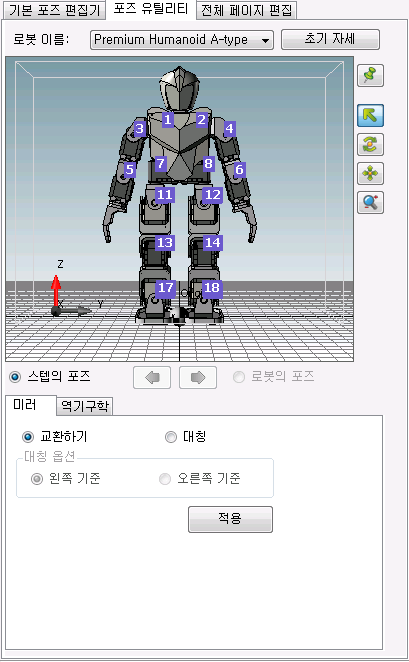 기본 포즈 편집기 포즈 유틸리티 전체 페이지 편집
로봇 이름: Premium Humanoid A-type 초기 자세
1 2
3 4
7 8
5 6
11 12
13 14
Z
17 18
X Y
스텝의 포즈 로봇의 포즈
미러 역기구학
교환하기 대칭
대칭 옵션
왼쪽 기준 오른쪽 기준
적용